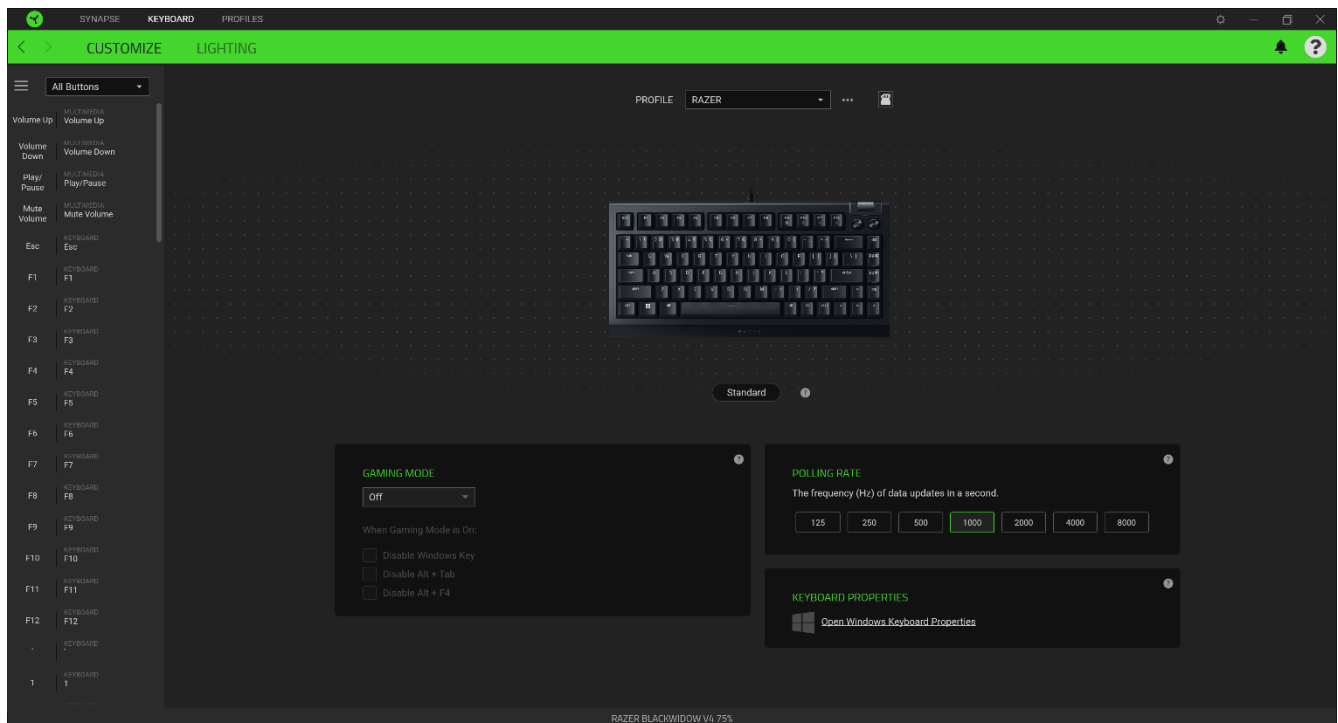 SYNAPSE KEYBOARD PROFILES
CUSTOMIZE LIGHTING
All Buttons
PROFILE RAZER
Volume Up
MULTIMEDIA
Volume Up
Volume Down
MULTIMEDIA
Volume Down
Play/
Pause
MULTIMEDIA
Play/Pause
Mute
Volume
MULTIMEDIA
Mute Volume
Esc
KEYBOARD
Esc
F1
KEYBOARD
F1
F2
KEYBOARD
F2
F3
KEYBOARD
F3
F4
KEYBOARD
F4
F5
KEYBOARD
F5
F6
KEYBOARD
F6
F7
KEYBOARD
F7
F8
KEYBOARD
F8
F9
KEYBOARD
F9
F10
KEYBOARD
F10
F11
KEYBOARD
F11
F12
KEYBOARD
F12
KEYBOARD
1
KEYBOARD
1
Standard
GAMING MODE
Off
When Gaming Mode is On:
Disable Windows Key
Disable Alt + Tab
Disable Alt + F4
POLLING RATE
The frequency (Hz) of data updates in a second.
125 250 500 1000 2000 4000 8000
KEYBOARD PROPERTIES
Open Windows Keyboard Properties
RAZER BLACKWIDOW V4 75%